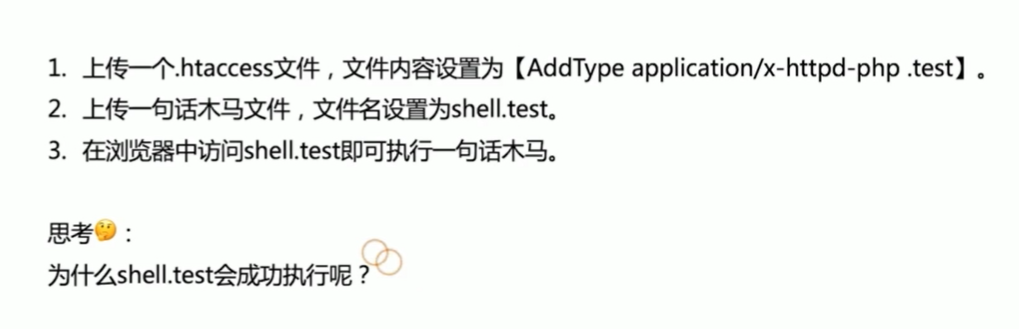 1. 上传一个.htaccess文件，文件内容设置为【AddType application/x-httpd-php .test】。
2. 上传一句话木马文件，文件名设置为shell.test。
3. 在浏览器中访问shell.test即可执行一句话木马。
思考🤔：
为什么shell.test会成功执行呢？